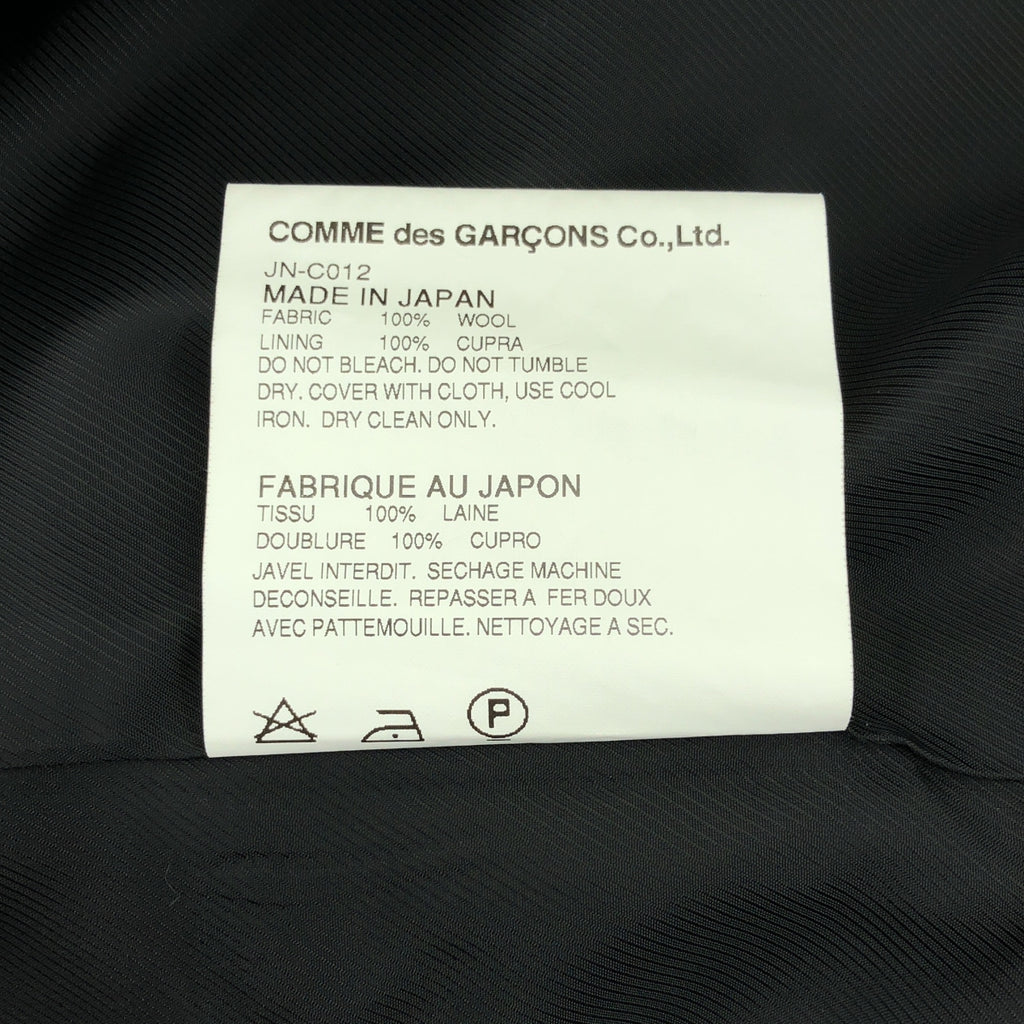 COMME des GARÇONS Co.,Ltd.
JN-C012
MADE IN JAPAN
FABRIC 100% WOOL
LINING 100% CUPRA
DO NOT BLEACH. DO NOT TUMBLE
DRY. COVER WITH CLOTH, USE COOL
IRON. DRY CLEAN ONLY.
FABRIQUE AU JAPON
TISSU 100% LAINE
DOUBLURE 100% CUPRO
JAVEL INTERDIT. SECHAGE MACHINE
DECONSEILLE. REPASSER A FER DOUX
AVEC PATTEMOUILLE. NETTOYAGE A SEC.
P